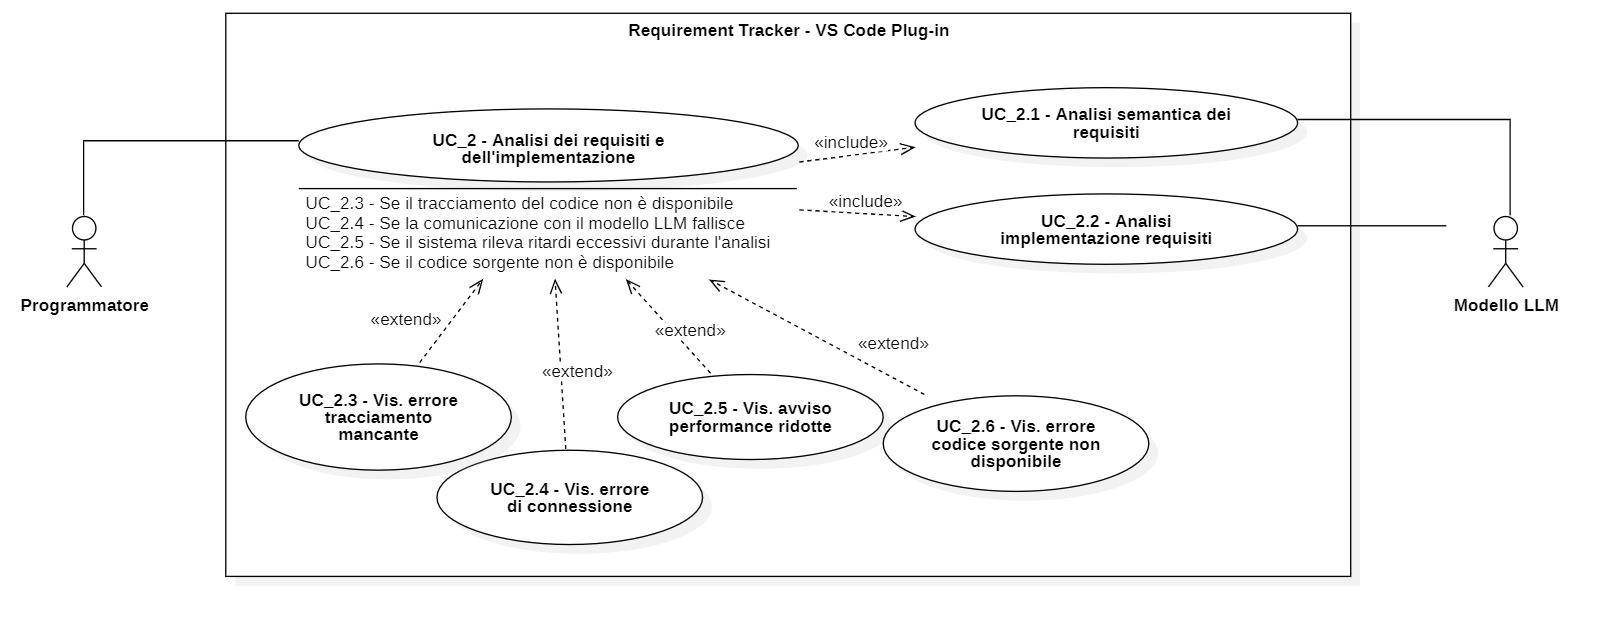 Requirement Tracker - VS Code Plug-in
UC_2 - Analisi dei requisiti e
dell'implementazione
«include»
UC_2.1 - Analisi semantica dei
requisiti
UC_2.3 - Se il tracciamento del codice non è disponibile
UC_2.4 - Se la comunicazione con il modello LLM fallisce
UC_2.5 - Se il sistema rileva ritardi eccessivi durante l'analisi
UC_2.6 - Se il codice sorgente non è disponibile
«include»
UC_2.2 - Analisi
implementazione requisiti
Programmatore
Modello LLM
«extend»
«extend»
«extend»
«extend»
UC_2.3 - Vis. errore
tracciamento
mancante
UC_2.4 - Vis. errore
di connessione
UC_2.5 - Vis. avviso
performance ridotte
UC_2.6 - Vis. errore
codice sorgente non
disponibile